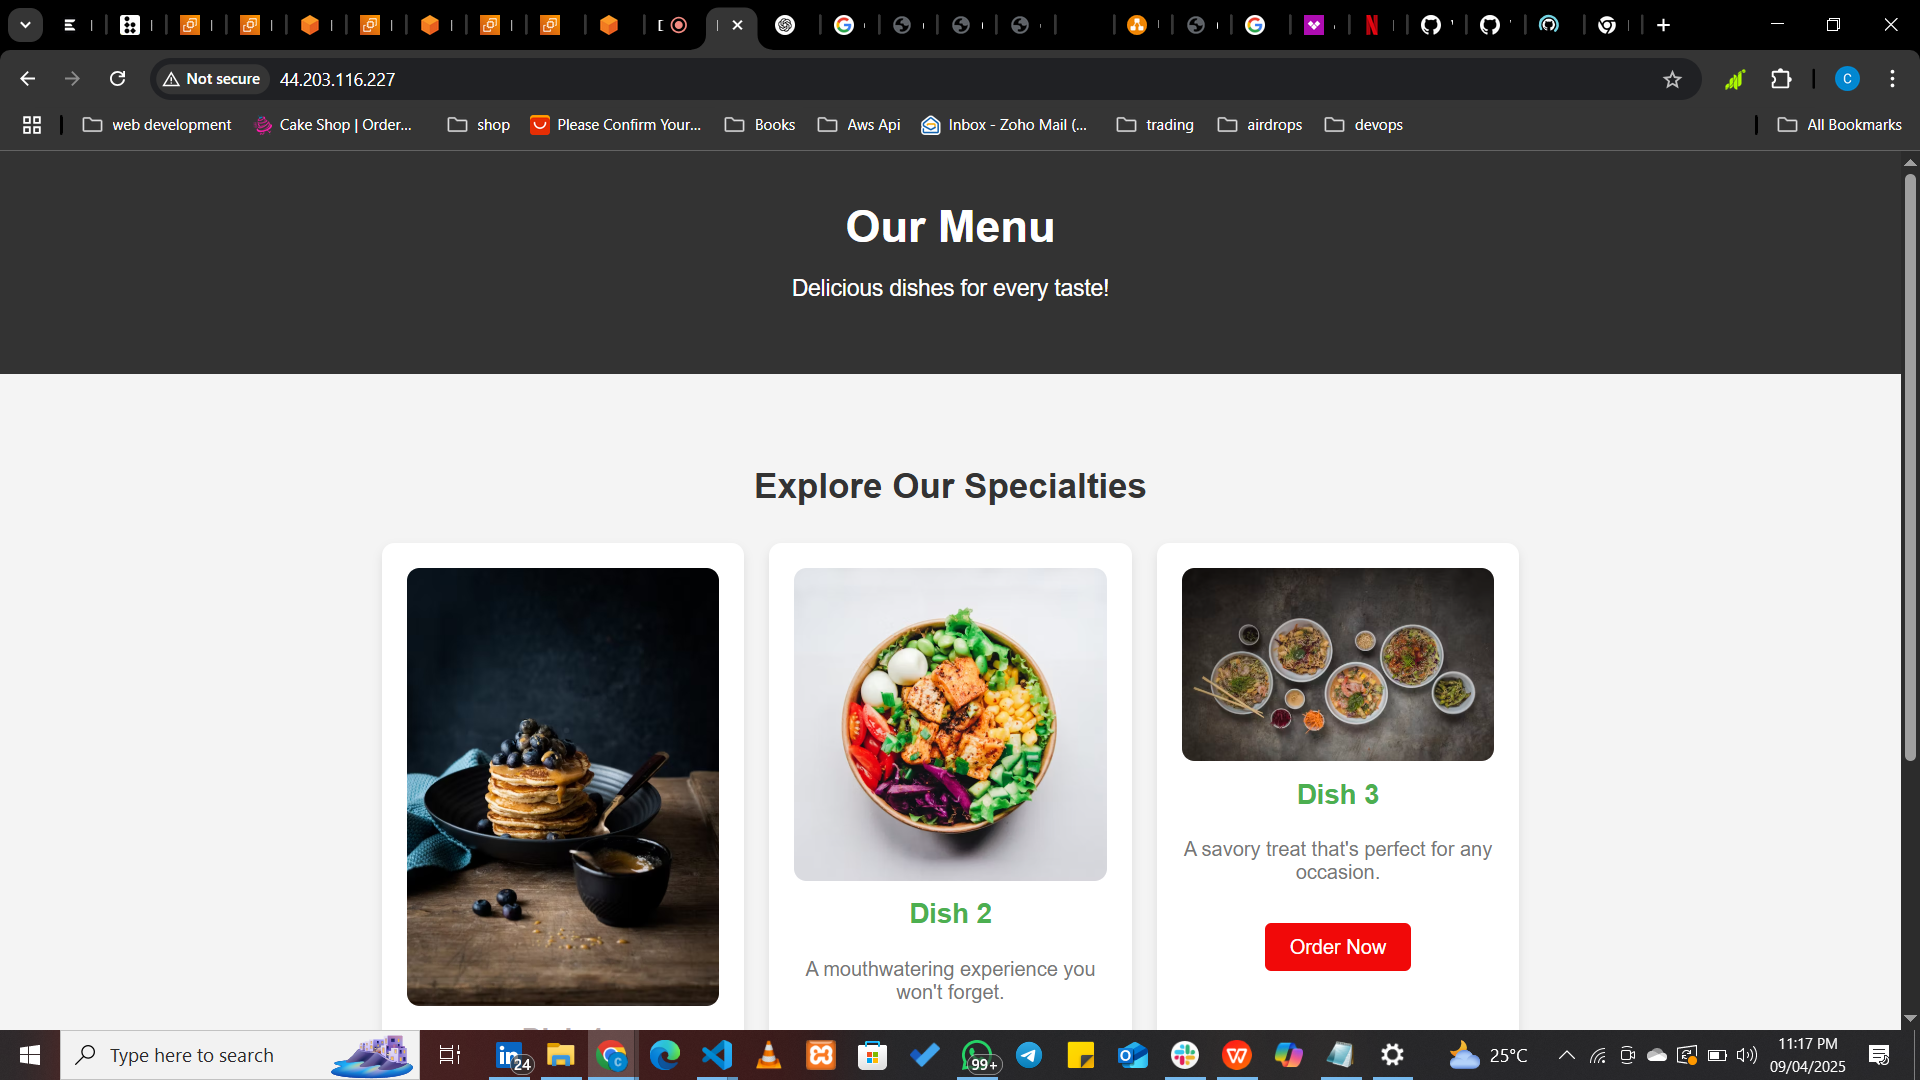 Not secure
44.203.116.227
web development
Cake Shop | Order...
shop
Please Confirm Your...
Books
Aws Api
Inbox - Zoho Mail (...
trading
airdrops
devops
All Bookmarks
Our Menu
Delicious dishes for every taste!
Explore Our Specialties
Dish 2
A mouthwatering experience you
won't forget.
Dish 3
A savory treat that's perfect for any
occasion.
Order Now
Type here to search
24
99+
25°C
11:17 PM
09/04/2025